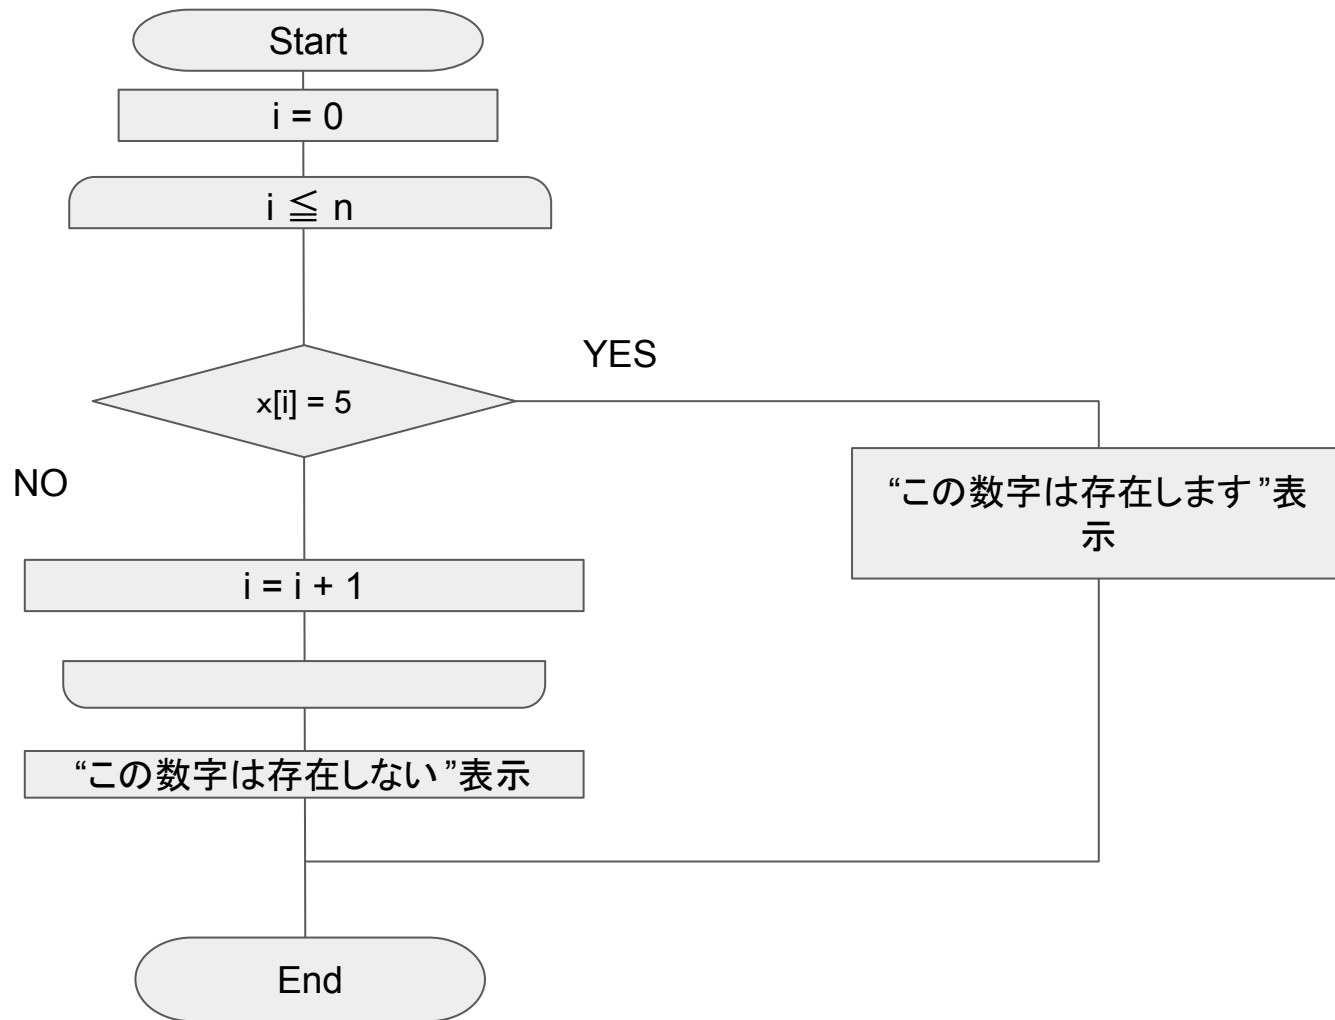 Start
i = 0
i ≦ n
YES
x[i] = 5
NO
“この数字は存在します ”表
示
i = i + 1
“この数字は存在しない ”表示
End